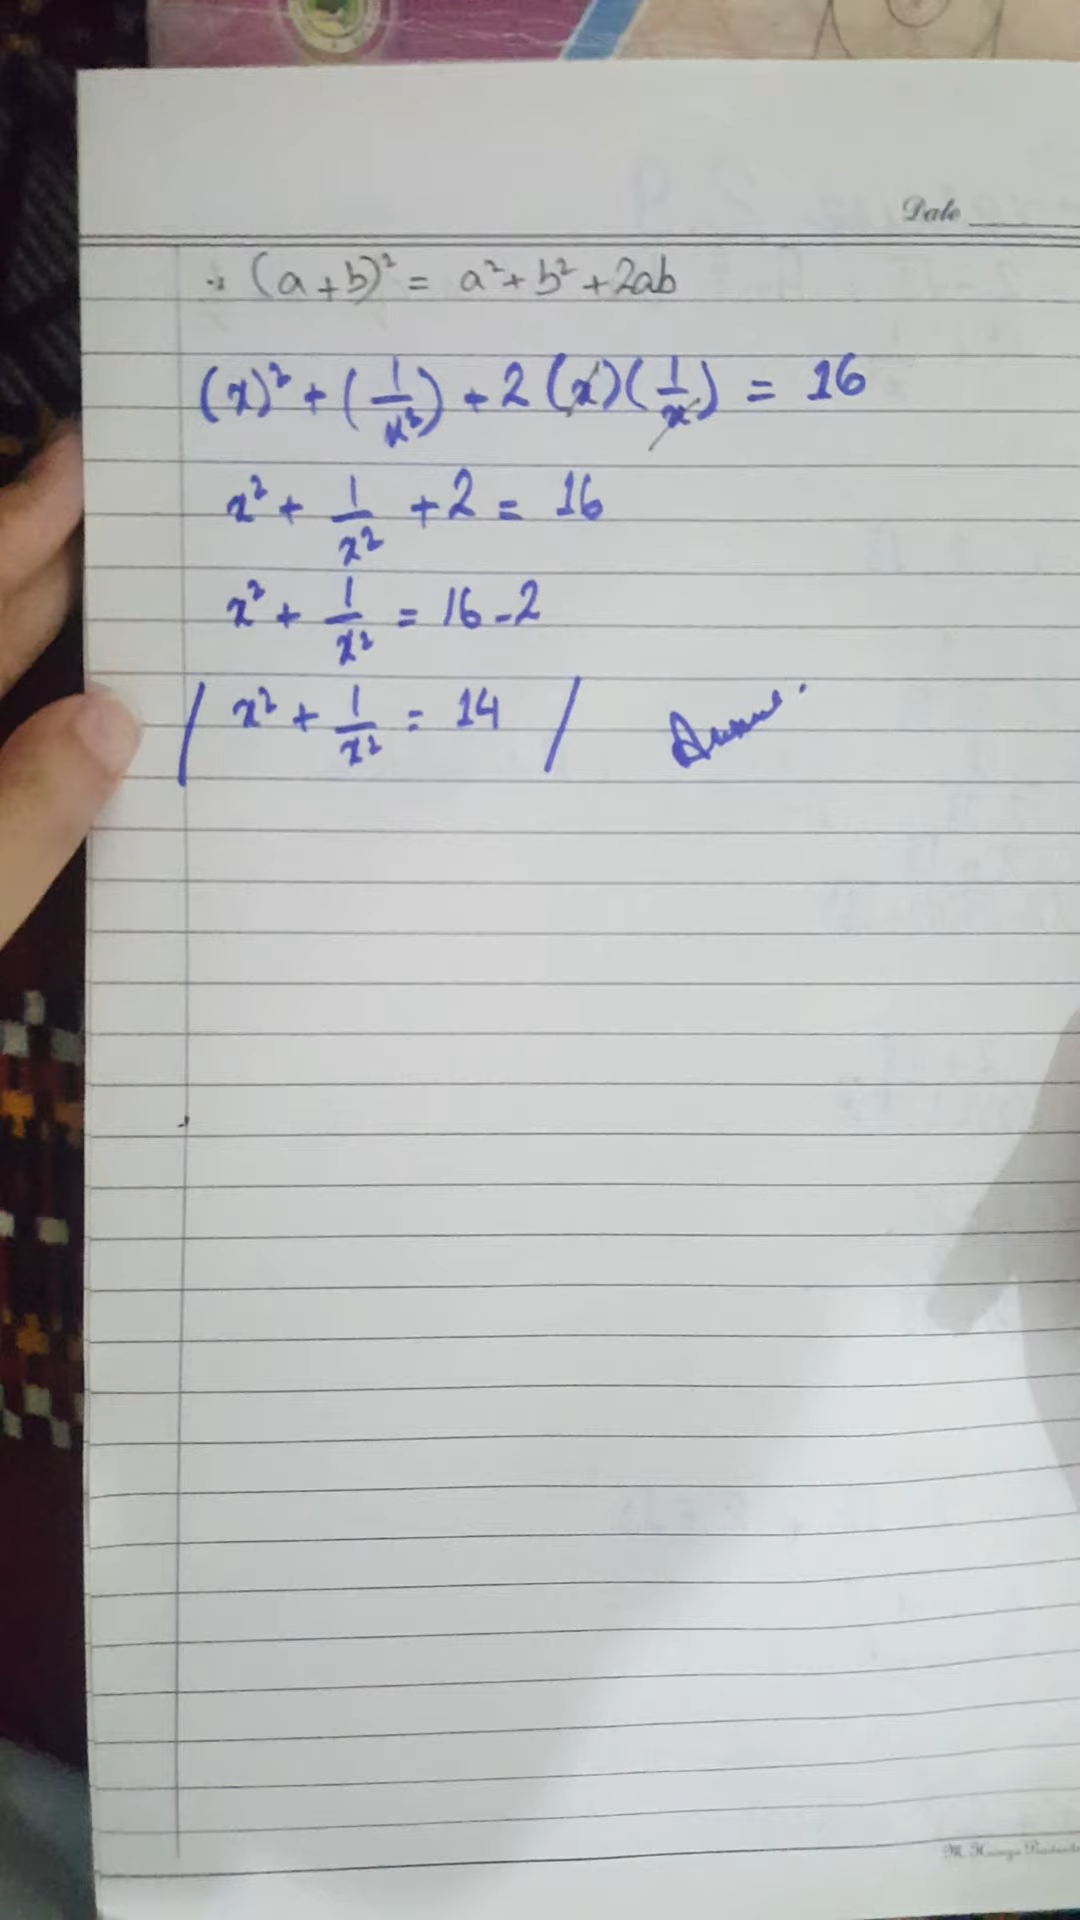 Date
∵ (a+b)² = a²+b²+2ab
(x)² + (1/x²) + 2(x)(1/x) = 16
x² + 1/x² + 2 = 16
x² + 1/x² = 16-2
/ x² + 1/x² = 14 /